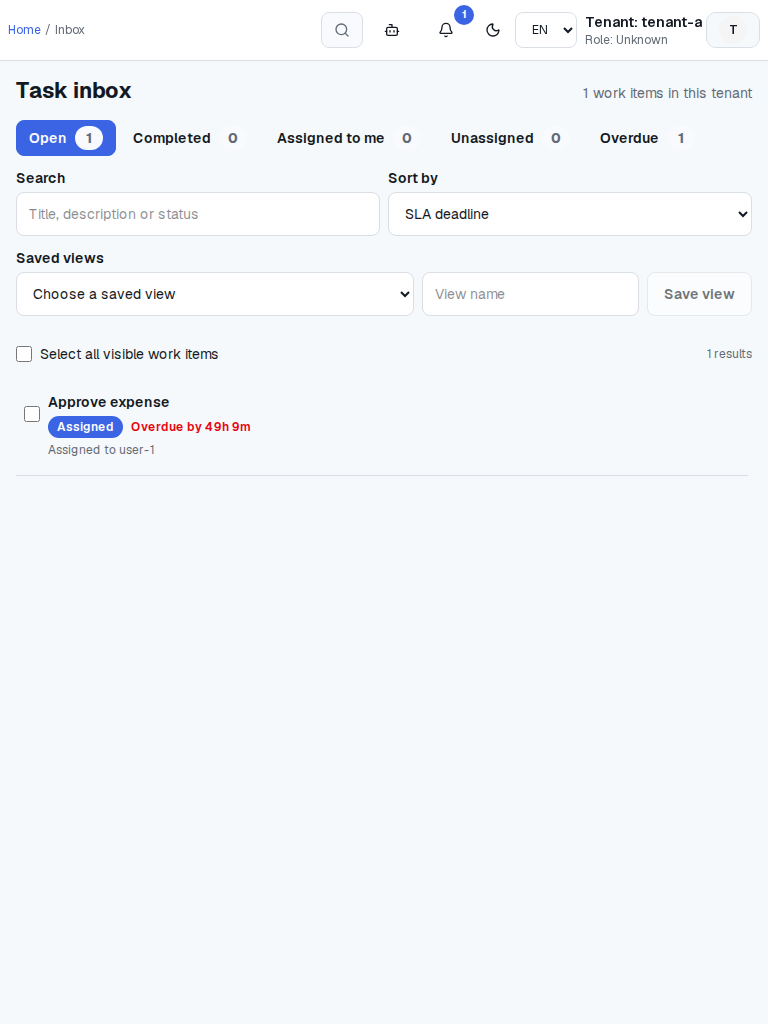 Home / Inbox
1
EN
Tenant: tenant-a
Role: Unknown
T
Task inbox
1 work items in this tenant
Open 1
Completed 0
Assigned to me 0
Unassigned 0
Overdue 1
Search
Sort by
Title, description or status
SLA deadline
Saved views
Choose a saved view
View name
Save view
Select all visible work items
1 results
Approve expense
Assigned Overdue by 49h 9m
Assigned to user-1